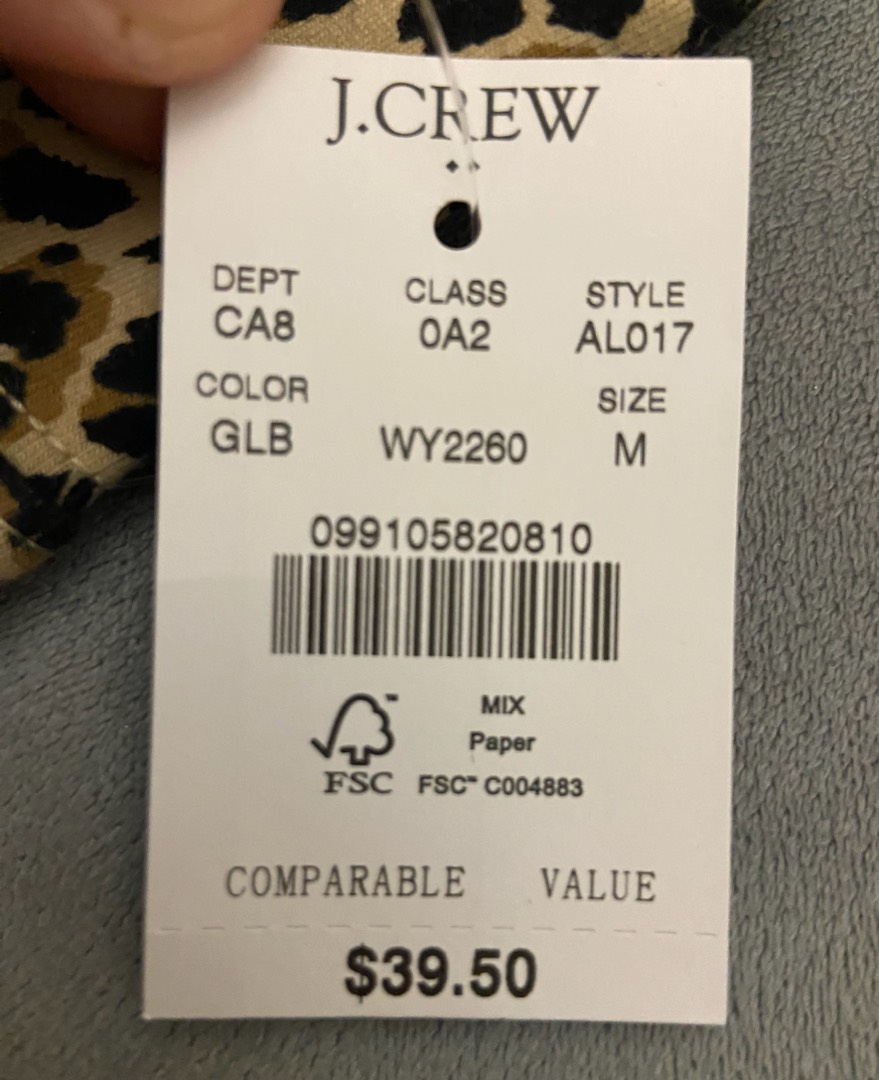 J.CREW
DEPT CLASS STYLE
CA8 0A2 AL017
COLOR SIZE
GLB WY2260 M
099105820810
MIX
Paper
FSC FSC™ C004883
COMPARABLE VALUE
$39.50